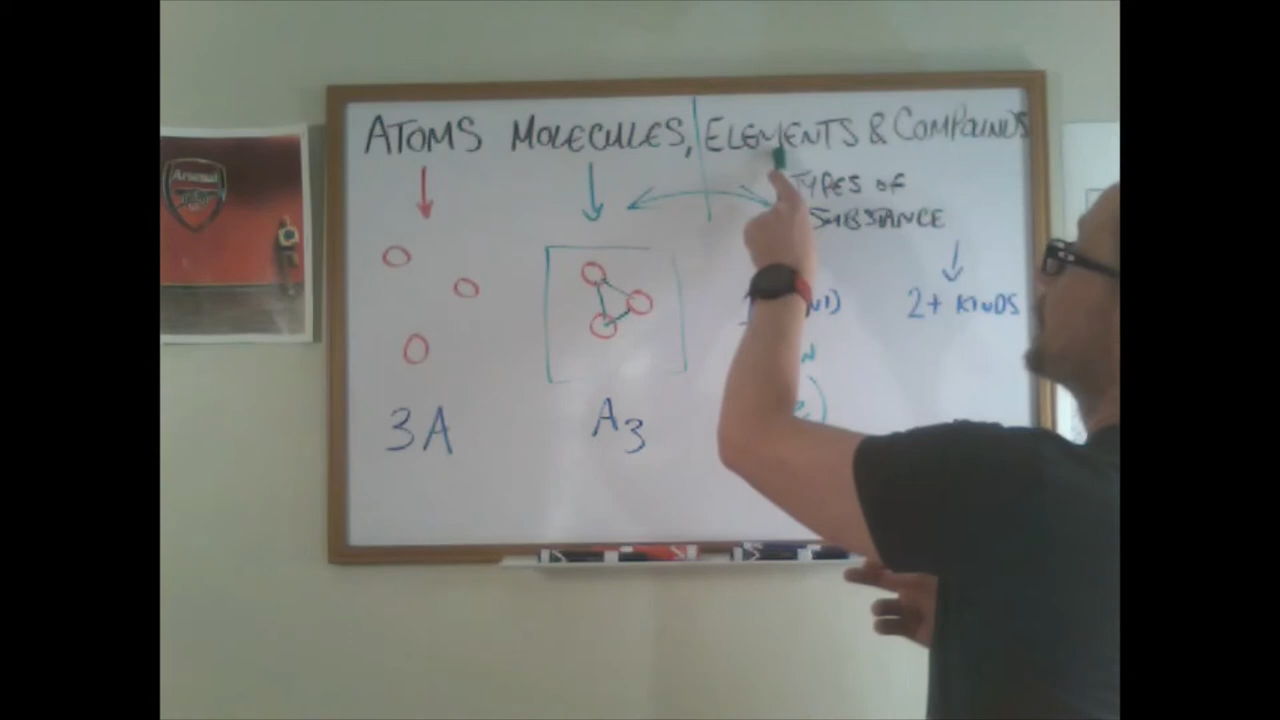 ATOMS MOLECULES, ELEMENTS & COMPOUNDS
TYPES OF
SUBSTANCE
2+ KINDS
3A
A3
Arsenal